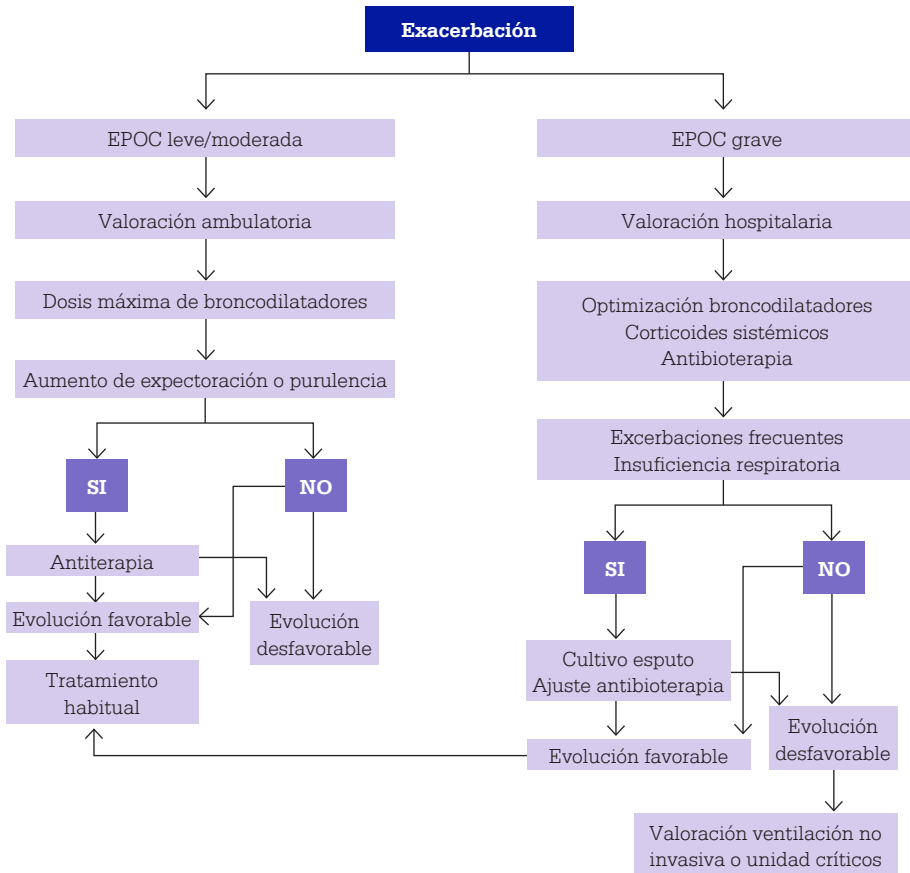 Exacerbación
EPOC leve/moderada
Valoración ambulatoria
Dosis máxima de broncodilatadores
Aumento de expectoración o purulencia
SI
NO
Antiterapia
Evolución favorable
Evolución
desfavorable
Tratamiento
habitual
EPOC grave
Valoración hospitalaria
Optimización broncodilatadores
Corticoides sistémicos
Antibioterapia
Excerbaciones frecuentes
Insuficiencia respiratoria
SI
NO
Cultivo esputo
Ajuste antibioterapia
Evolución favorable
Evolución
desfavorable
Valoración ventilación no
invasiva o unidad críticos